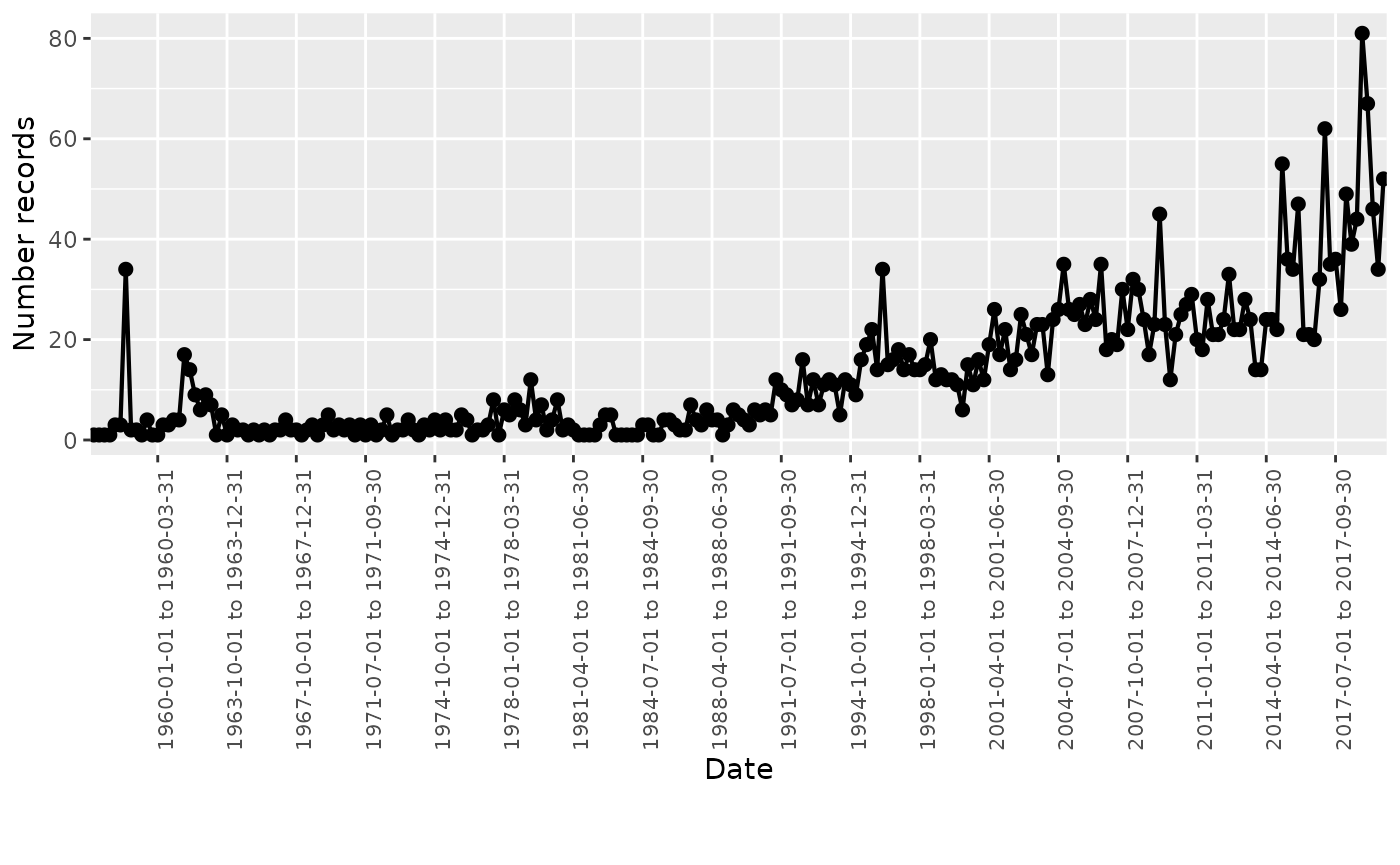 Number records
80
60
40
20
0
1960-01-01 to 1960-03-31
1963-10-01 to 1963-12-31
1967-10-01 to 1967-12-31
1971-07-01 to 1971-09-30
1974-10-01 to 1974-12-31
1978-01-01 to 1978-03-31
1981-04-01 to 1981-06-30
1984-07-01 to 1984-09-30
1988-04-01 to 1988-06-30
1991-07-01 to 1991-09-30
1994-10-01 to 1994-12-31
1998-01-01 to 1998-03-31
2001-04-01 to 2001-06-30
2004-07-01 to 2004-09-30
2007-10-01 to 2007-12-31
2011-01-01 to 2011-03-31
2014-04-01 to 2014-06-30
2017-07-01 to 2017-09-30
Date